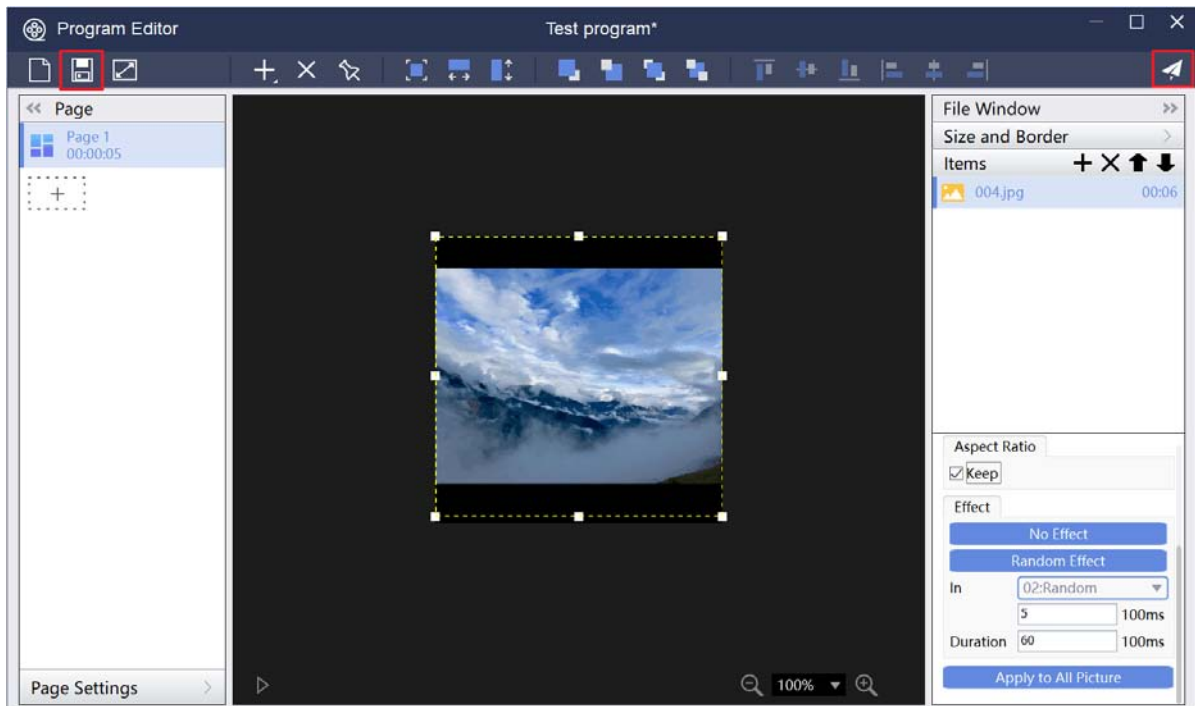 Program Editor
Test program*
Page
Page 1
00:00:05
+
Page Settings
100%
File Window
Size and Border
Items
004.jpg 00:06
Aspect Ratio
Keep
Effect
No Effect
Random Effect
In 02:Random
5 100ms
Duration 60 100ms
Apply to All Picture